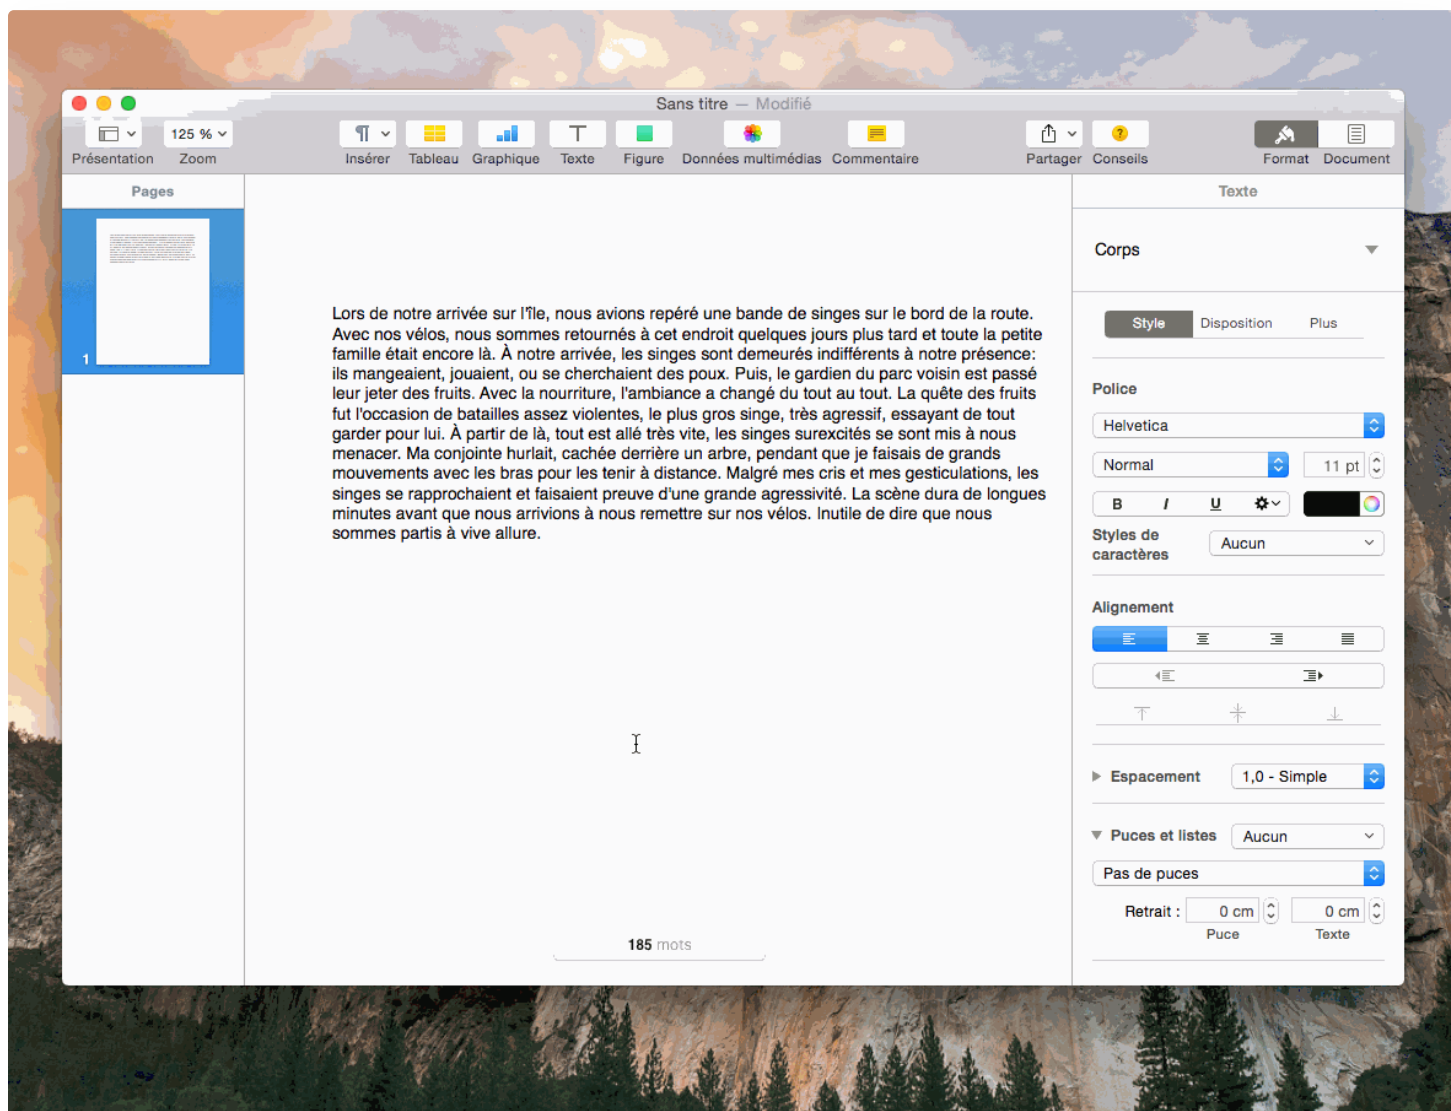 Sans titre — Modifié
125 %
Présentation Zoom Insérer Tableau Graphique Texte Figure Données multimédias Commentaire Partager Conseils Format Document
Pages
1
Lors de notre arrivée sur l'île, nous avions repéré une bande de singes sur le bord de la route.
Avec nos vélos, nous sommes retournés à cet endroit quelques jours plus tard et toute la petite
famille était encore là. À notre arrivée, les singes sont demeurés indifférents à notre présence:
ils mangeaient, jouaient, ou se cherchaient des poux. Puis, le gardien du parc voisin est passé
leur jeter des fruits. Avec la nourriture, l'ambiance a changé du tout au tout. La quête des fruits
fut l'occasion de batailles assez violentes, le plus gros singe, très agressif, essayant de tout
garder pour lui. À partir de là, tout est allé très vite, les singes surexcités se sont mis à nous
menacer. Ma conjointe hurlait, cachée derrière un arbre, pendant que je faisais de grands
mouvements avec les bras pour les tenir à distance. Malgré mes cris et mes gesticulations, les
singes se rapprochaient et faisaient preuve d'une grande agressivité. La scène dura de longues
minutes avant que nous arrivions à nous remettre sur nos vélos. Inutile de dire que nous
sommes partis à vive allure.
185 mots
Texte
Corps
Style Disposition Plus
Police
Helvetica
Normal 11 pt
B I U
Styles de
caractères
Aucun
Alignement
Espacement 1,0 - Simple
Puces et listes Aucun
Pas de puces
Retrait : 0 cm 0 cm
Puce Texte